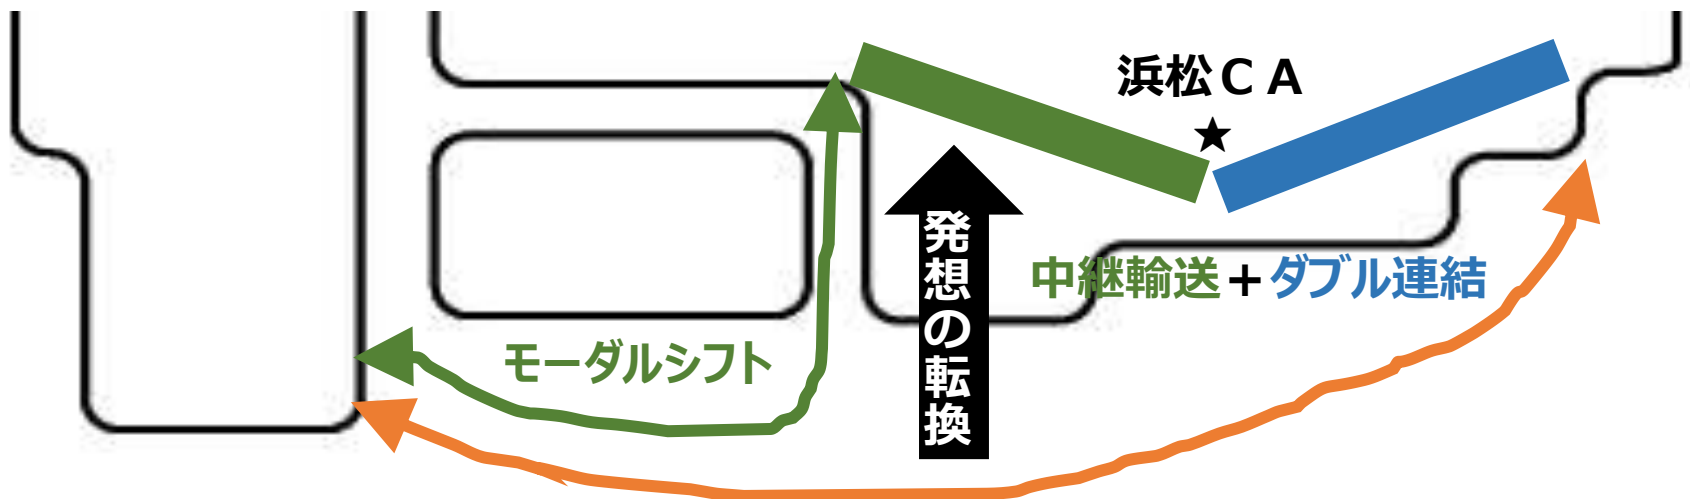 浜松ＣＡ
発想の転換
中継輸送＋ダブル連結
モーダルシフト